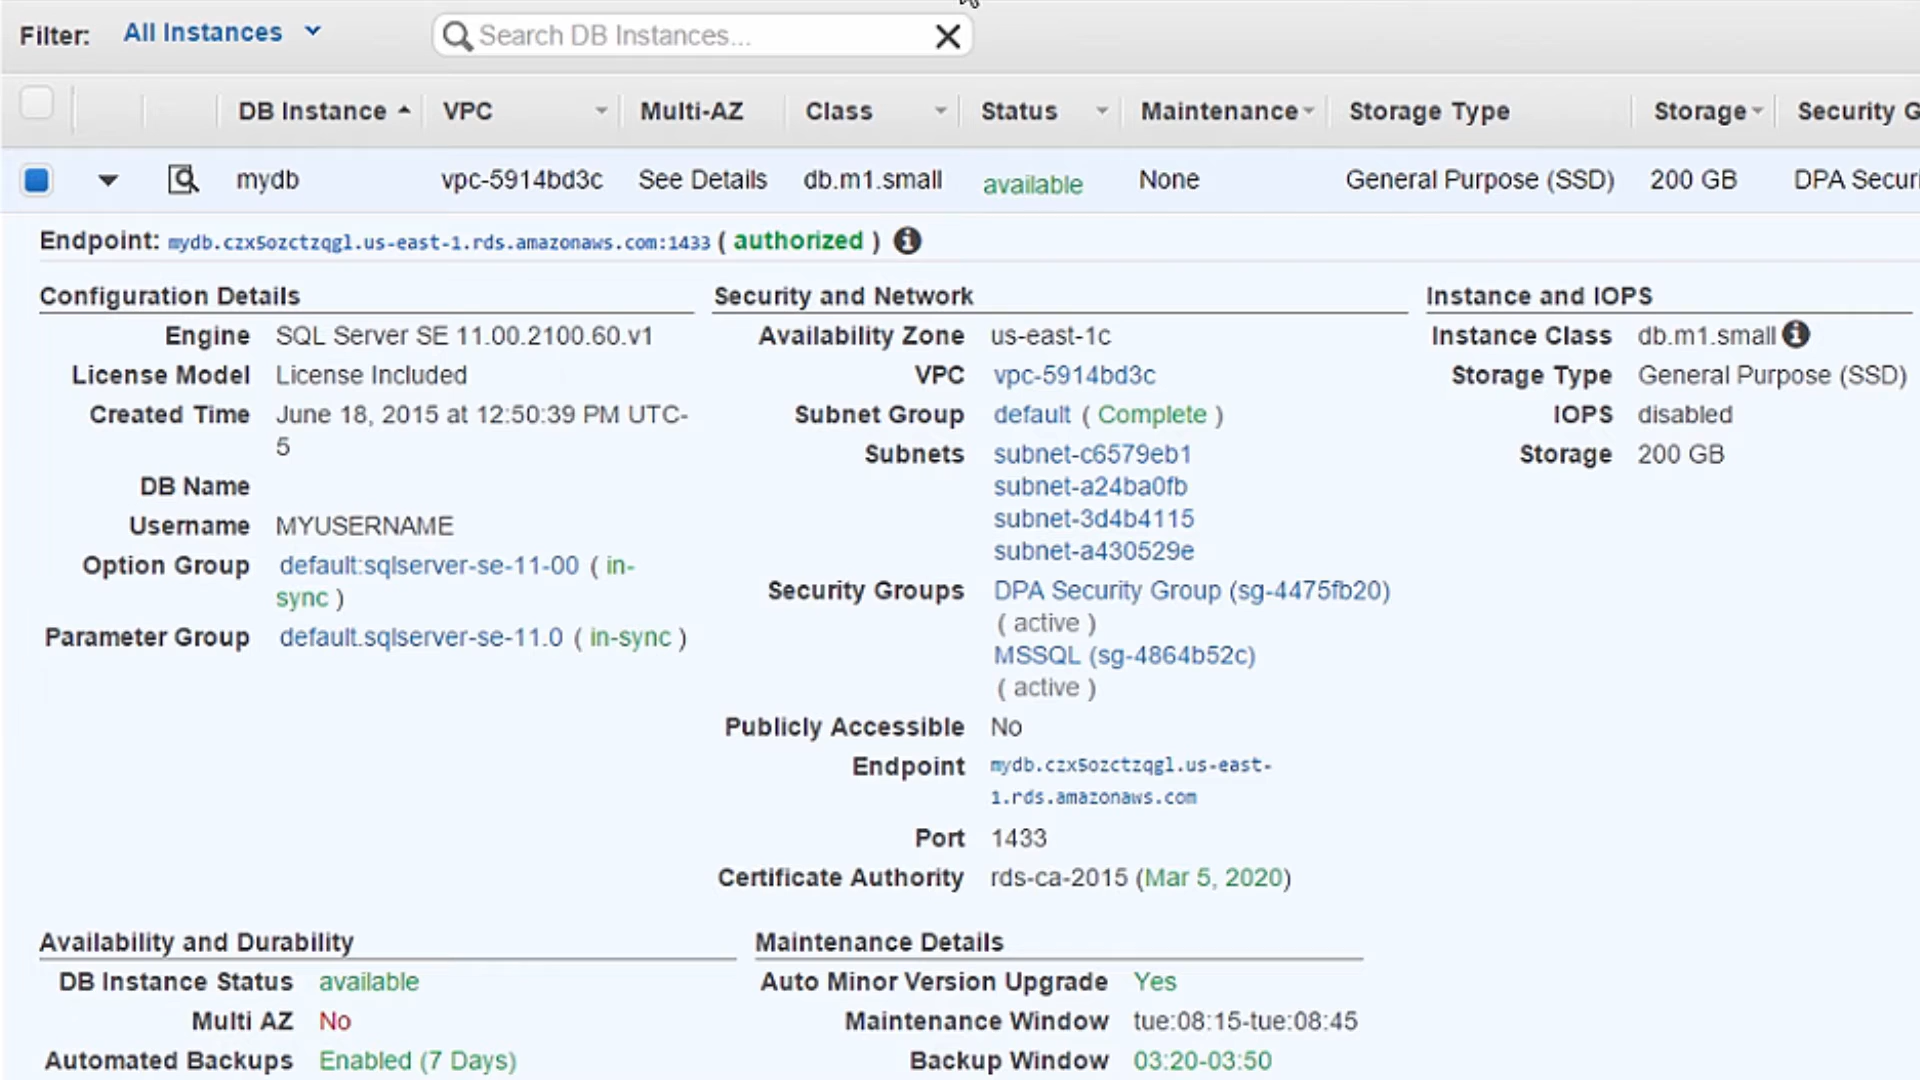 Filter: All Instances Search DB Instances...
DB Instance VPC Multi-AZ Class Status Maintenance Storage Type Storage Security G
mydb vpc-5914bd3c See Details db.m1.small available None General Purpose (SSD) 200 GB DPA Securi
Endpoint: mydb.czx5ozctzqgl.us-east-1.rds.amazonaws.com:1433 ( authorized )
Configuration Details
Engine SQL Server SE 11.00.2100.60.v1
License Model License Included
Created Time June 18, 2015 at 12:50:39 PM UTC-
5
DB Name
Username MYUSERNAME
Option Group default:sqlserver-se-11-00 ( in-
sync )
Parameter Group default.sqlserver-se-11.0 ( in-sync )
Security and Network
Availability Zone us-east-1c
VPC vpc-5914bd3c
Subnet Group default ( Complete )
Subnets subnet-c6579eb1
subnet-a24ba0fb
subnet-3d4b4115
subnet-a430529e
Security Groups DPA Security Group (sg-4475fb20)
( active )
MSSQL (sg-4864b52c)
( active )
Publicly Accessible No
Endpoint mydb.czx5ozctzqgl.us-east-
1.rds.amazonaws.com
Port 1433
Certificate Authority rds-ca-2015 (Mar 5, 2020)
Instance and IOPS
Instance Class db.m1.small
Storage Type General Purpose (SSD)
IOPS disabled
Storage 200 GB
Availability and Durability
DB Instance Status available
Multi AZ No
Automated Backups Enabled (7 Days)
Maintenance Details
Auto Minor Version Upgrade Yes
Maintenance Window tue:08:15-tue:08:45
Backup Window 03:20-03:50